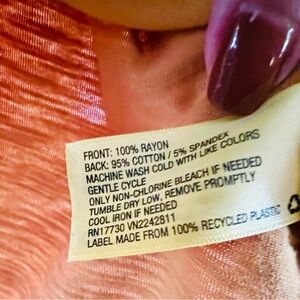 FRONT: 100% RAYON
BACK: 95% COTTON / 5% SPANDEX
MACHINE WASH COLD WITH LIKE COLORS
GENTLE CYCLE
ONLY NON-CHLORINE BLEACH IF NEEDED
TUMBLE DRY LOW, REMOVE PROMPTLY
COOL IRON IF NEEDED
RN17730 VN2242811
LABEL MADE FROM 100% RECYCLED PLASTIC